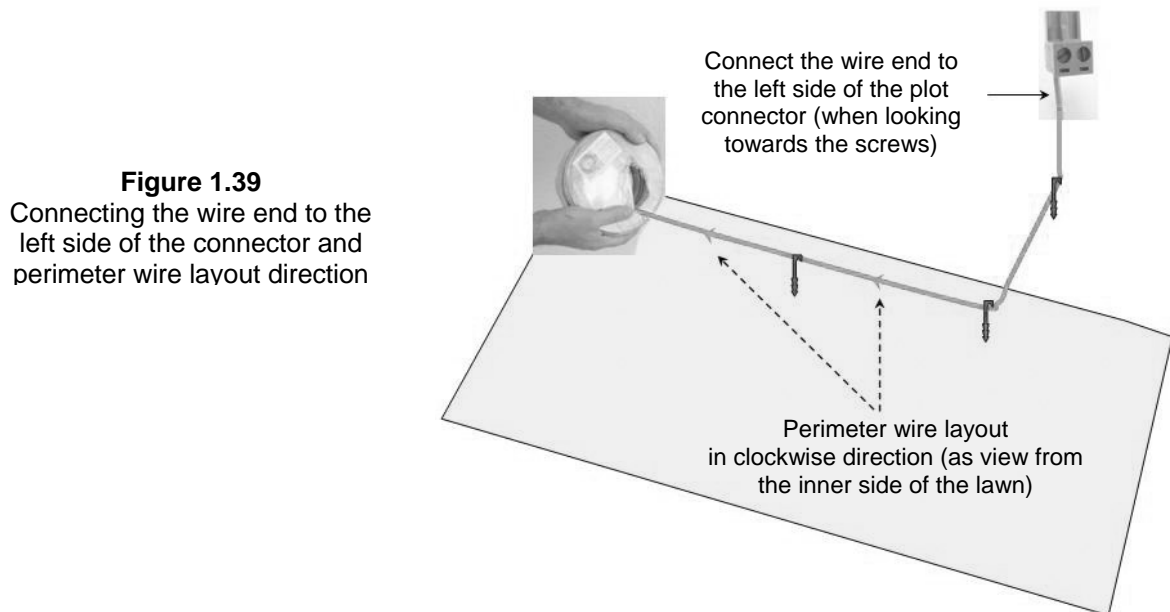 Figure 1.39
Connecting the wire end to the
left side of the connector and
perimeter wire layout direction
Connect the wire end to
the left side of the plot
connector (when looking
towards the screws)
Perimeter wire layout
in clockwise direction (as view from
the inner side of the lawn)